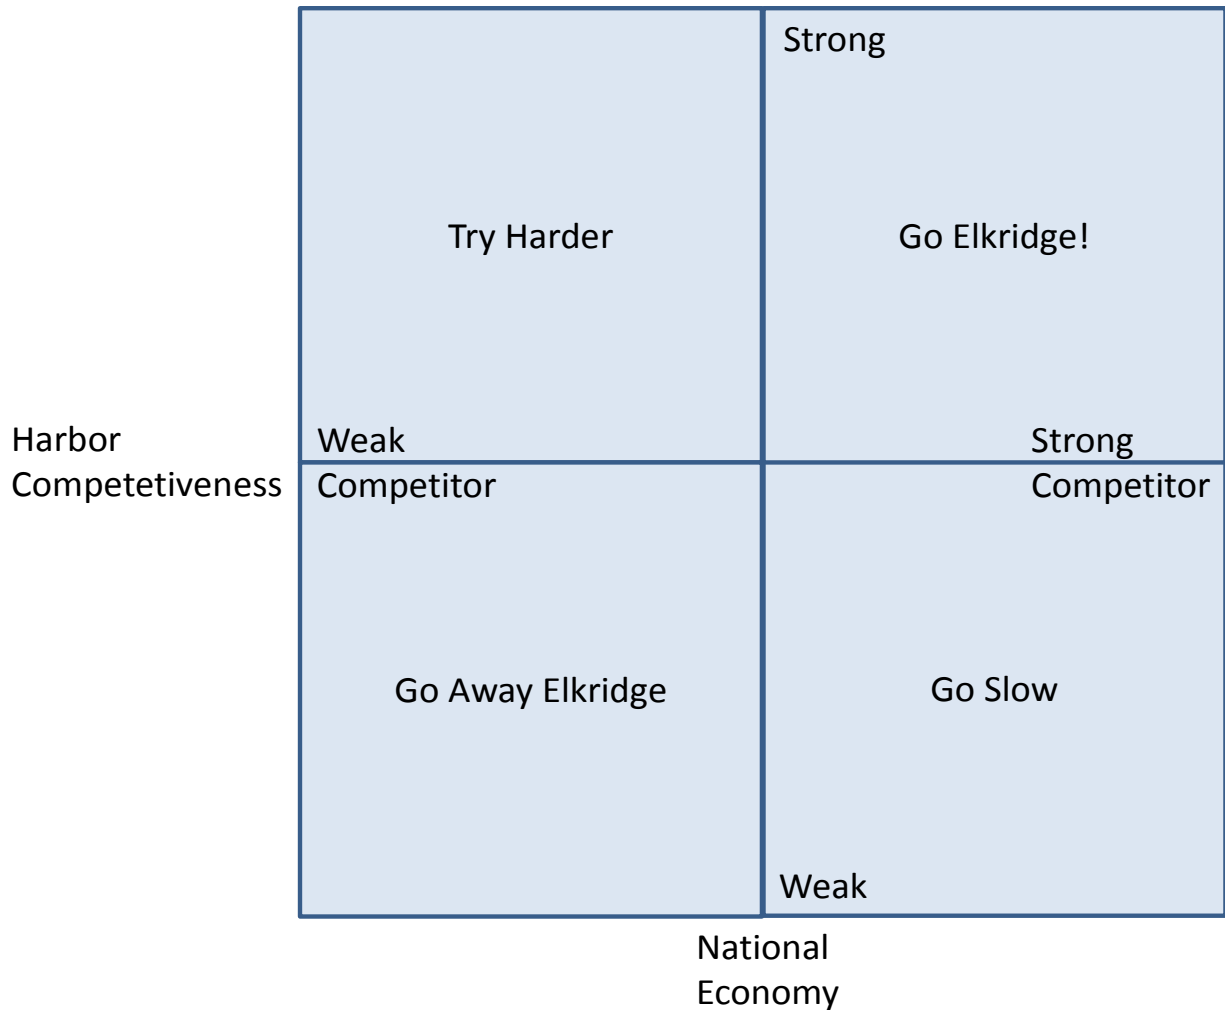 Strong
Try Harder
Go Elkridge!
Harbor
Competetiveness
Weak
Competitor
Strong
Competitor
Go Away Elkridge
Go Slow
Weak
National
Economy